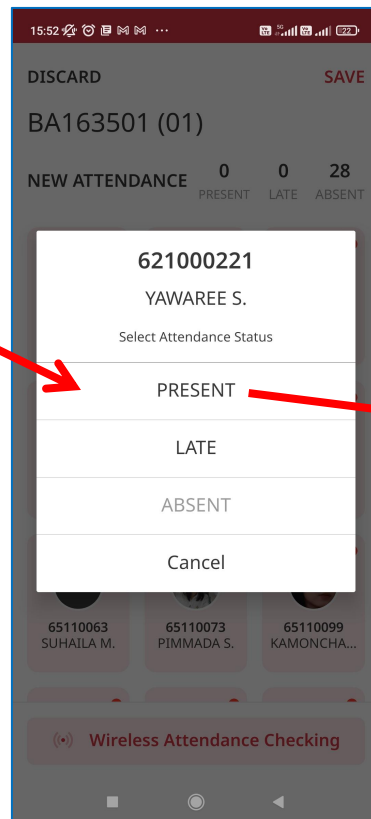 15:52
22
DISCARD SAVE
BA163501 (01)
NEW ATTENDANCE 0 PRESENT 0 LATE 28 ABSENT
621000221
YAWAREE S.
Select Attendance Status
PRESENT
LATE
ABSENT
Cancel
65110063 65110073 65110099
SUHAILA M. PIMMADA S. KAMONCHA...
Wireless Attendance Checking